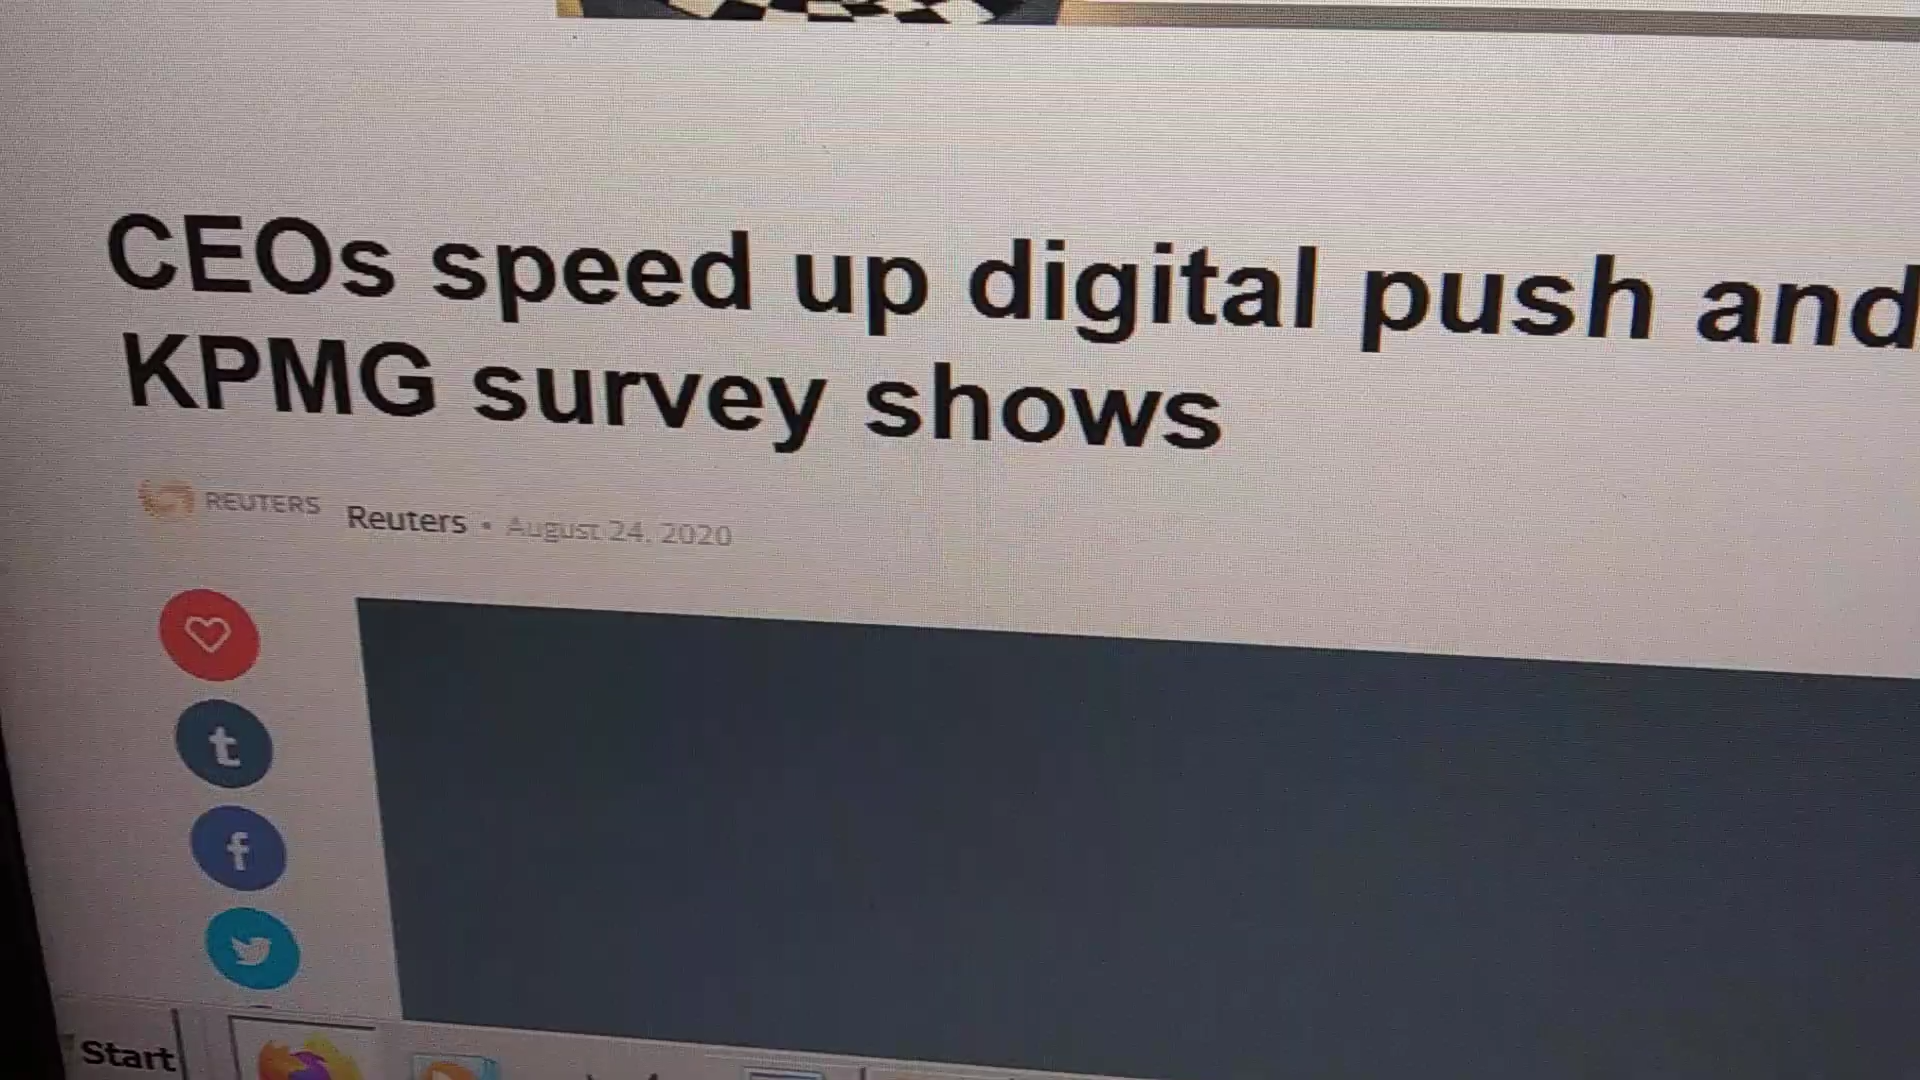 CEOs speed up digital push and
KPMG survey shows
REUTERS Reuters • August 24, 2020
t
f
Start